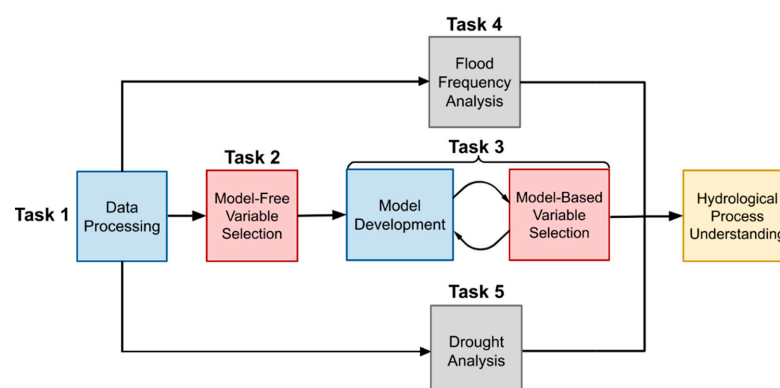 Task 4
Flood
Frequency
Analysis
Task 3
Task 2
Task 1
Data
Processing
Model-Free
Variable
Selection
Model
Development
Model-Based
Variable
Selection
Hydrological
Process
Understanding
Task 5
Drought
Analysis